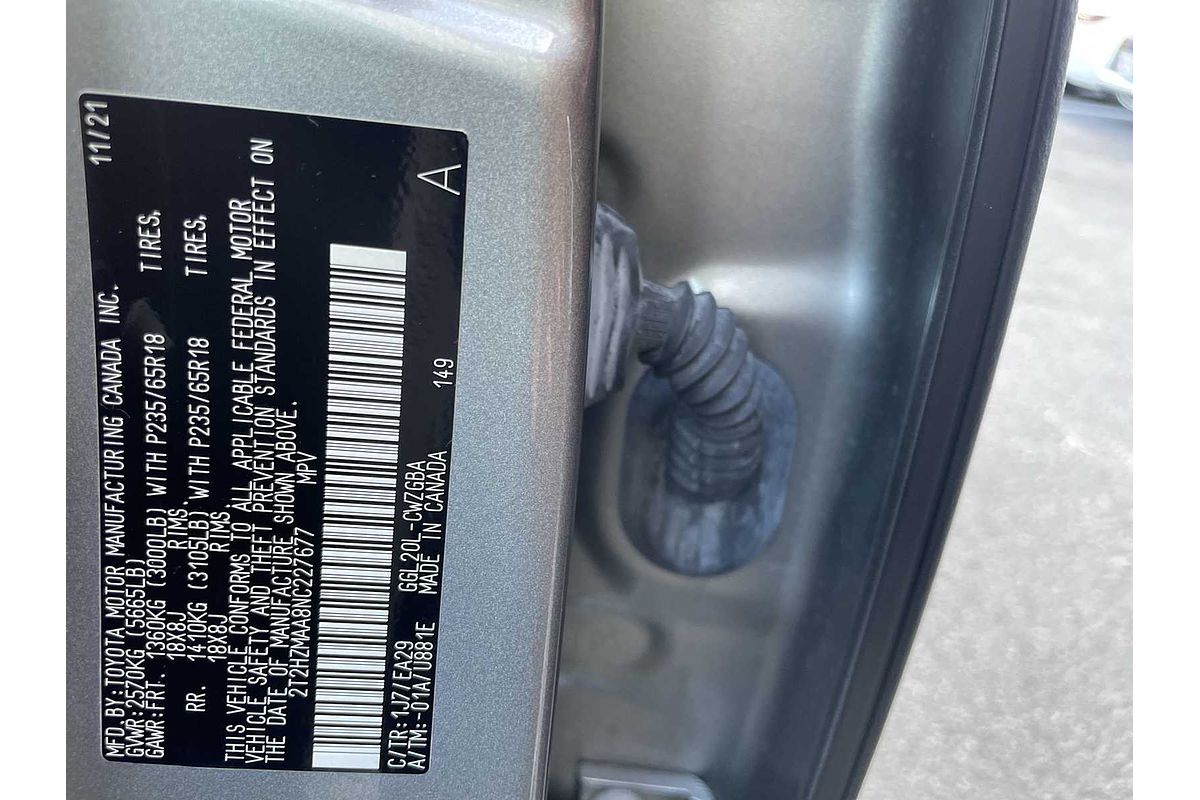 MFD.BY:TOYOTA MOTOR MANUFACTURING CANADA INC. 11/21
GVWR:2570KG (5665LB)
GAWR:FRT. 1360KG (3000LB) WITH P235/65R18 TIRES.
18X8J RIMS.
RR. 1410KG (3105LB) WITH P235/65R18 TIRES.
18X8J RIMS.
THIS VEHICLE CONFORMS TO ALL APPLICABLE FEDERAL MOTOR
VEHICLE SAFETY AND THEFT PREVENTION STANDARDS IN EFFECT ON
THE DATE OF MANUFACTURE SHOWN ABOVE.
2T2HZMAA8NC227677 MPV
C/TR:1J7/EA29 GGL20L-CWZGBA A
A/TM:-01A/U881E MADE IN CANADA 149